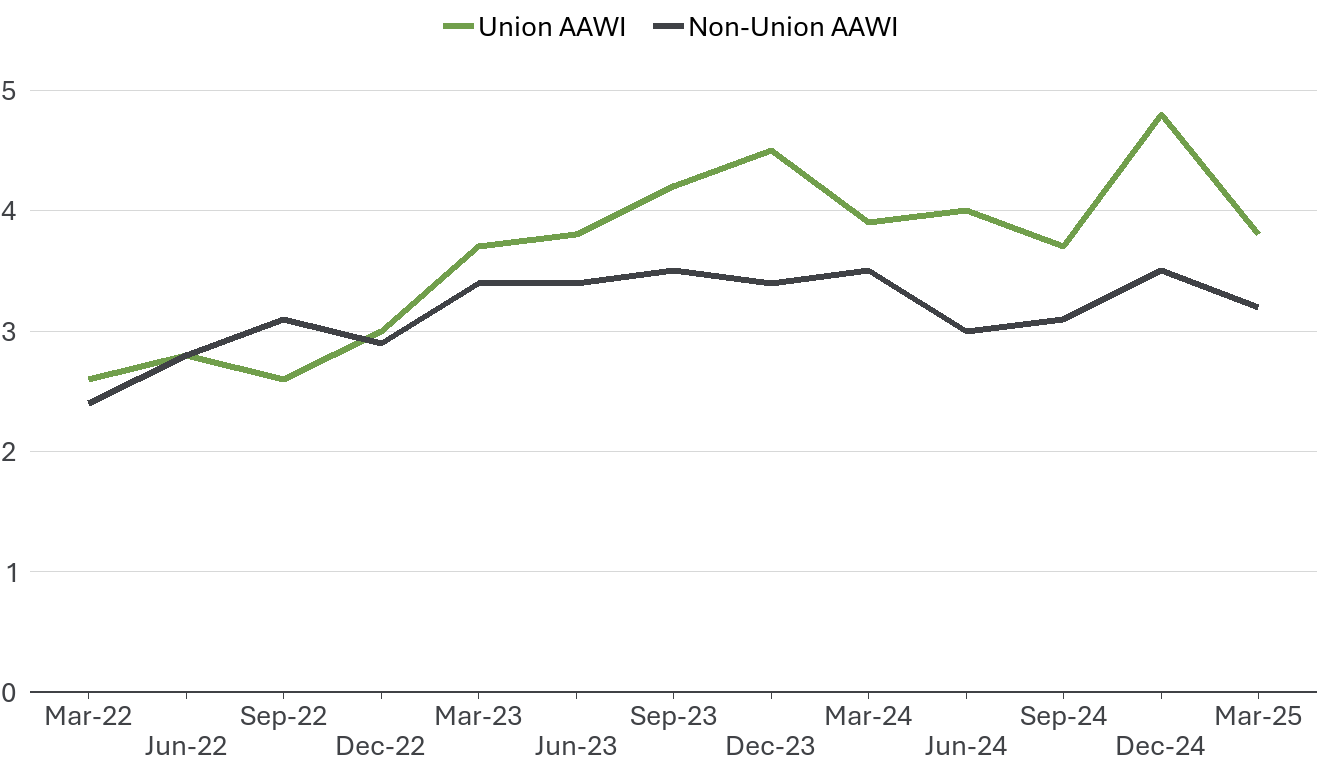 Union AAWI Non-Union AAWI
5
4
3
2
1
0
Mar-22 Sep-22 Mar-23 Sep-23 Mar-24 Sep-24 Mar-25
Jun-22 Dec-22 Jun-23 Dec-23 Jun-24 Dec-24